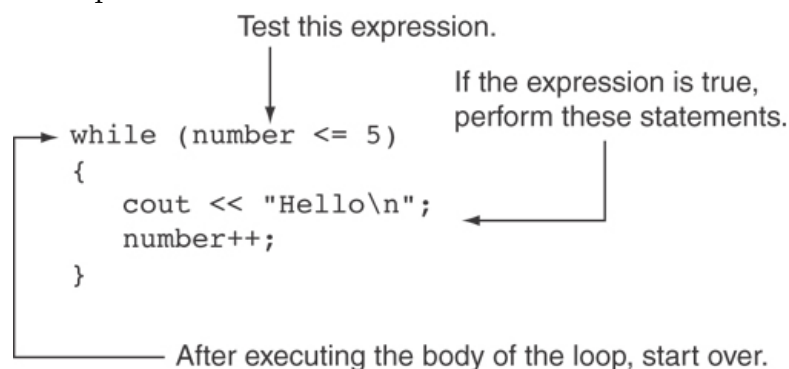 Test this expression.
If the expression is true,
perform these statements.
while (number <= 5)
{
cout << "Hello\n";
number++;
}
After executing the body of the loop, start over.